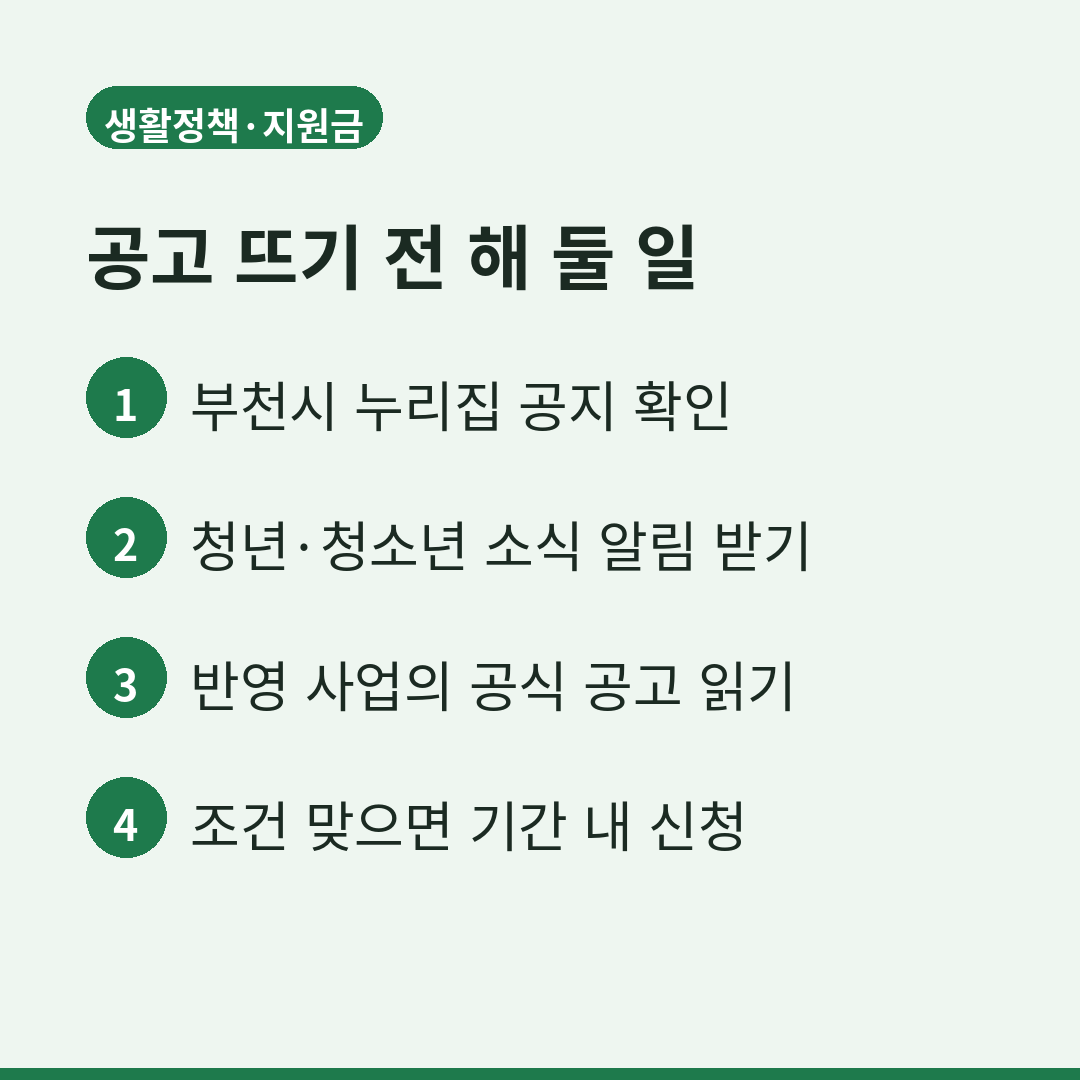 생활정책·지원금
공고 뜨기 전 해 둘 일
1 부천시 누리집 공지 확인
2 청년·청소년 소식 알림 받기
3 반영 사업의 공식 공고 읽기
4 조건 맞으면 기간 내 신청